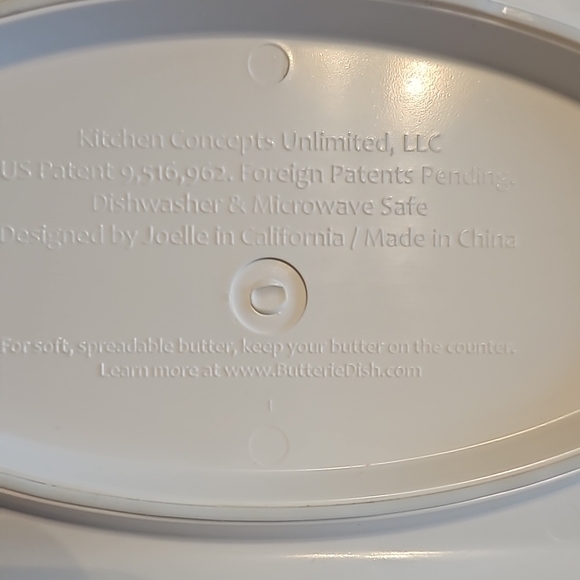 Kitchen Concepts Unlimited, LLC
US Patent 9,516,962. Foreign Patents Pending.
Dishwasher & Microwave Safe
Designed by Joelle in California / Made in China
For soft, spreadable butter, keep your butter on the counter.
Learn more at www.ButterieDish.com
1